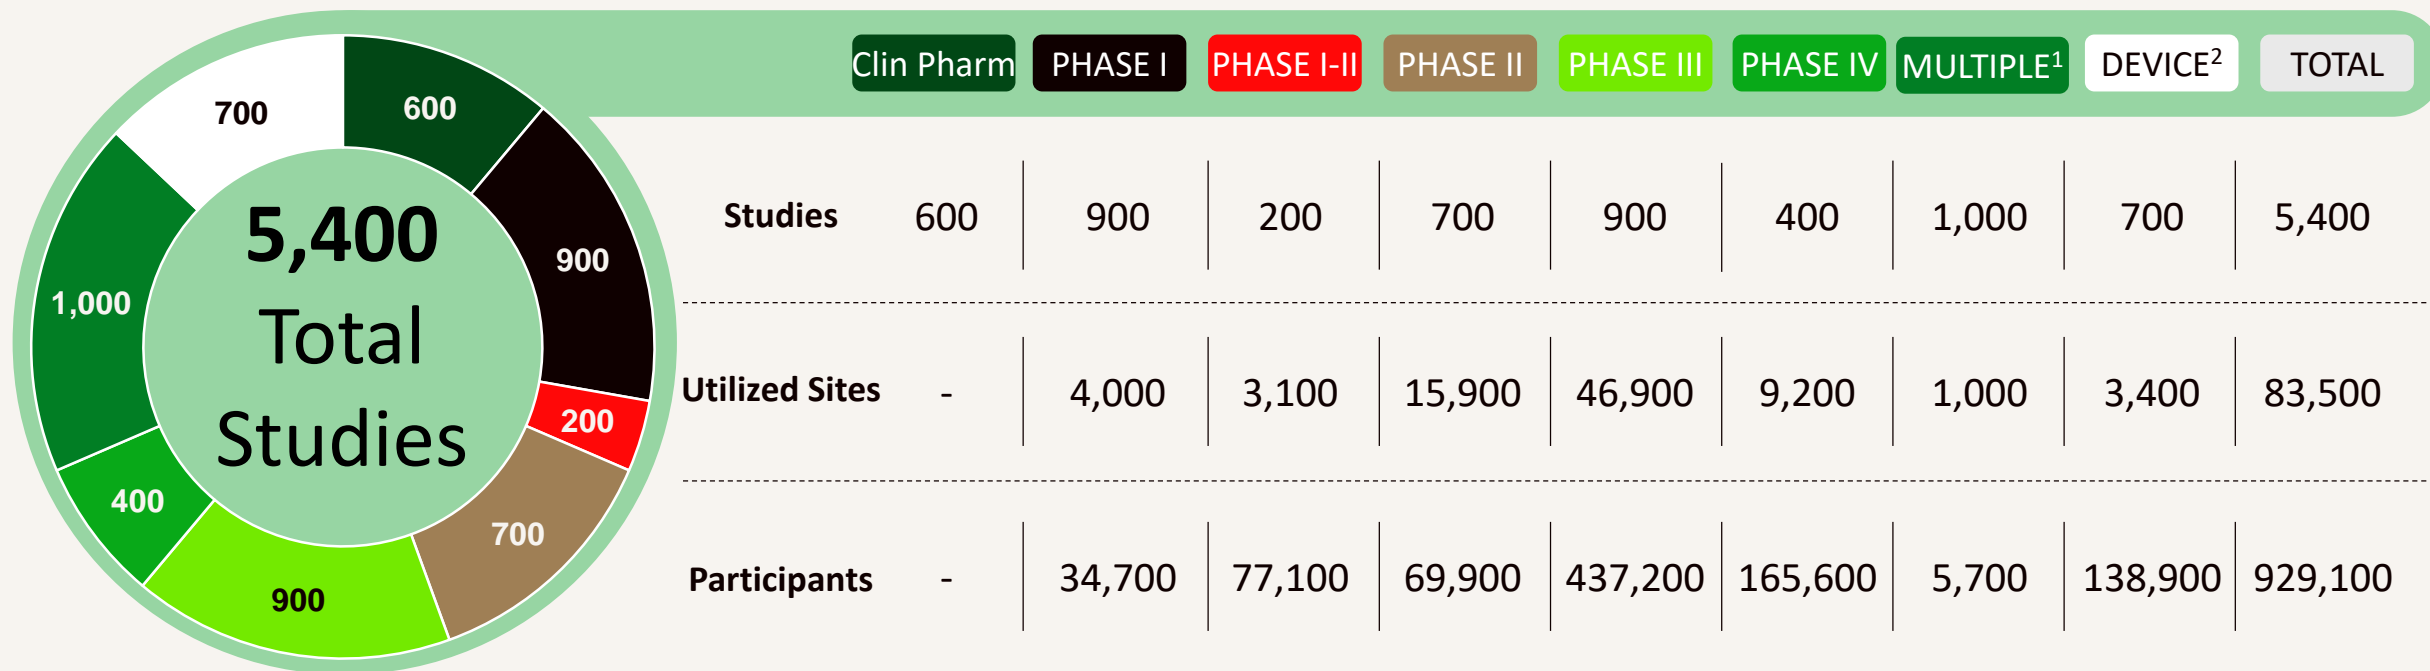 Clin Pharm PHASE I PHASE I-II PHASE II PHASE III PHASE IV MULTIPLE¹ DEVICE² TOTAL
700
600
900
200
700
900
400
1,000
5,400
Total
Studies
Studies 600 900 200 700 900 400 1,000 700 5,400
Utilized Sites - 4,000 3,100 15,900 46,900 9,200 1,000 3,400 83,500
Participants - 34,700 77,100 69,900 437,200 165,600 5,700 138,900 929,100